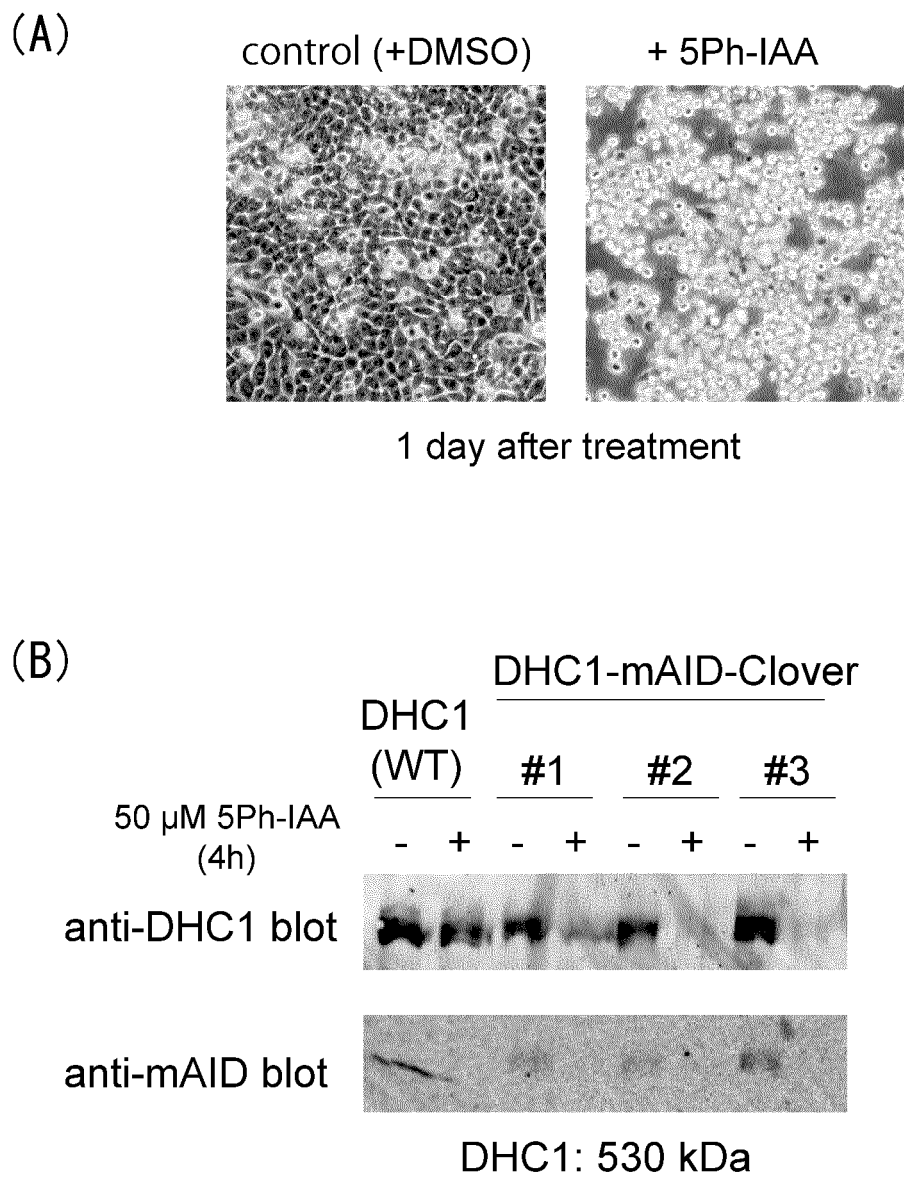 (A)
control (+DMSO)
+ 5Ph-IAA
1 day after treatment
(B)
DHC1-mAID-Clover
DHC1
(WT)
#1
#2
#3
50 µM 5Ph-IAA
(4h)
- + - + - + - +
anti-DHC1 blot
anti-mAID blot
DHC1: 530 kDa